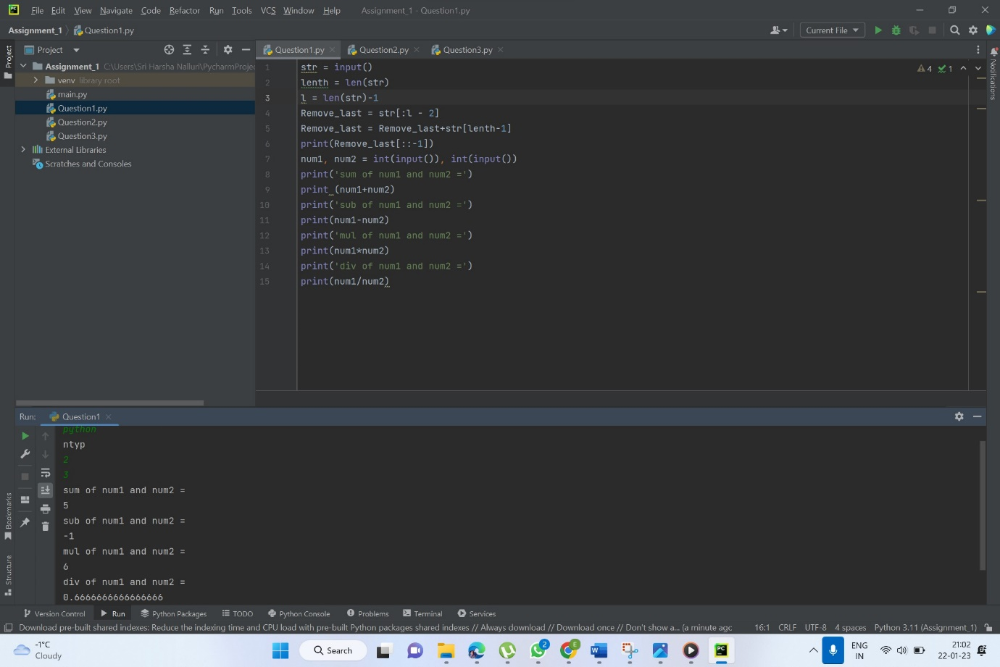 PC File Edit View Navigate Code Refactor Run Tools VCS Window Help Assignment_1 - Question1.py
Assignment_1 Question1.py Current File
Project
Project
Question1.py Question2.py Question3.py
Notifications
Assignment_1 C:\Users\Sri Harsha Nalluri\PycharmProjec
venv library root
main.py
Question1.py
Question2.py
Question3.py
External Libraries
Scratches and Consoles
4 1
1 str = input()
2 lenth = len(str)
3 l = len(str)-1
4 Remove_last = str[:l - 2]
5 Remove_last = Remove_last+str[lenth-1]
6 print(Remove_last[::-1])
7 num1, num2 = int(input()), int(input())
8 print('sum of num1 and num2 =')
9 print (num1+num2)
10 print('sub of num1 and num2 =')
11 print(num1-num2)
12 print('mul of num1 and num2 =')
13 print(num1*num2)
14 print('div of num1 and num2 =')
15 print(num1/num2)
Run: Question1
python
ntyp
2
3
sum of num1 and num2 =
5
sub of num1 and num2 =
-1
mul of num1 and num2 =
6
div of num1 and num2 =
0.6666666666666666
Bookmarks
Structure
Version Control Run Python Packages TODO Python Console Problems Terminal Services
Download pre-built shared indexes: Reduce the indexing time and CPU load with pre-built Python packages shared indexes // Always download // Download once // Don't show a... (a minute ago 16:1 CRLF UTF-8 4 spaces Python 3.11 (Assignment_1)
-1°C
Cloudy
Search
2
E
W
PC
ENG
IN
21:02
22-01-23